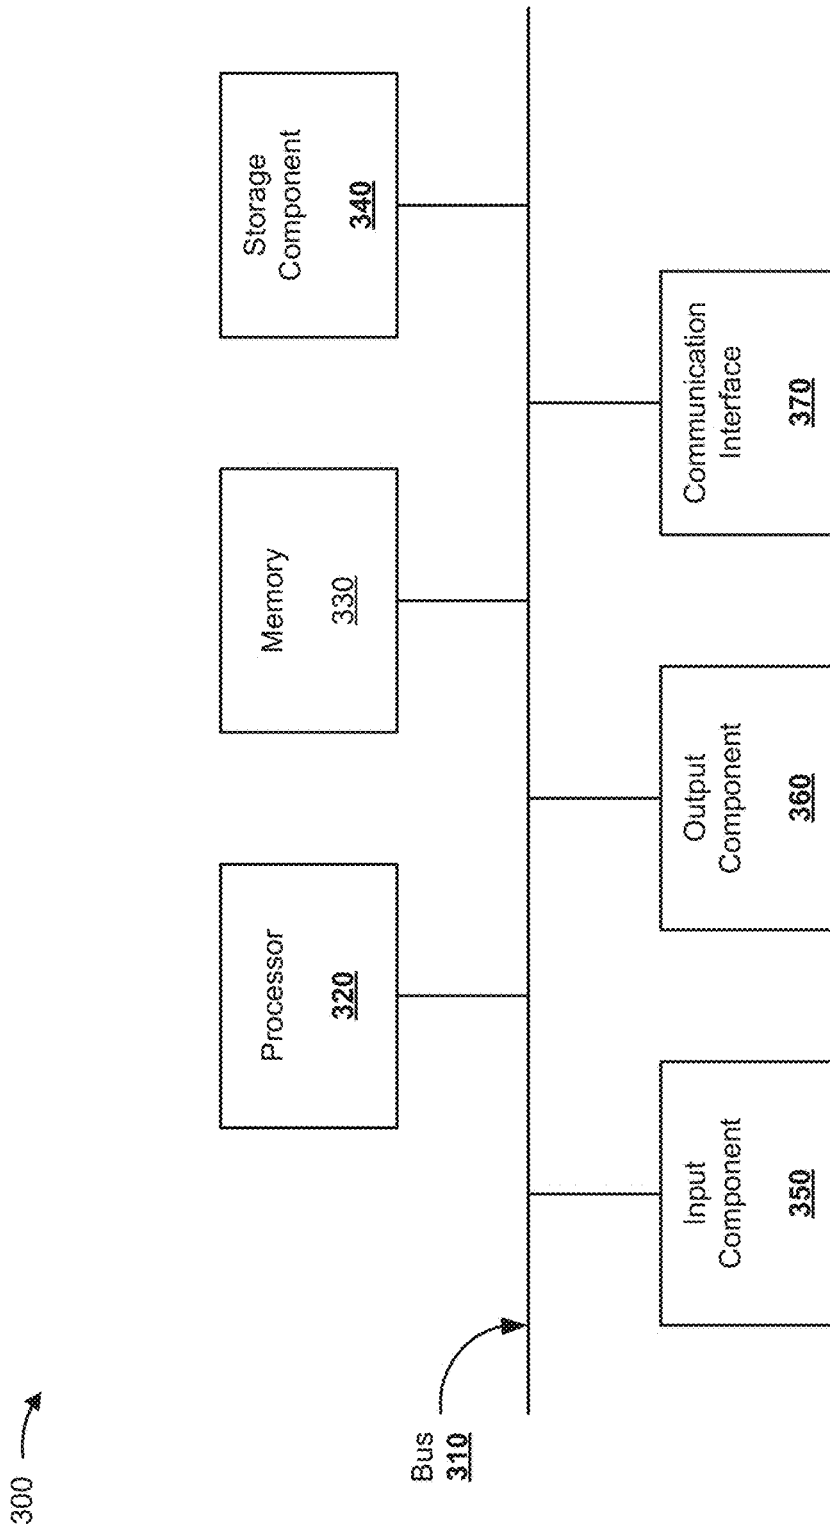 300
Bus
310
Processor
320
Memory
330
Storage
Component
340
Input
Component
350
Output
Component
360
Communication
Interface
370